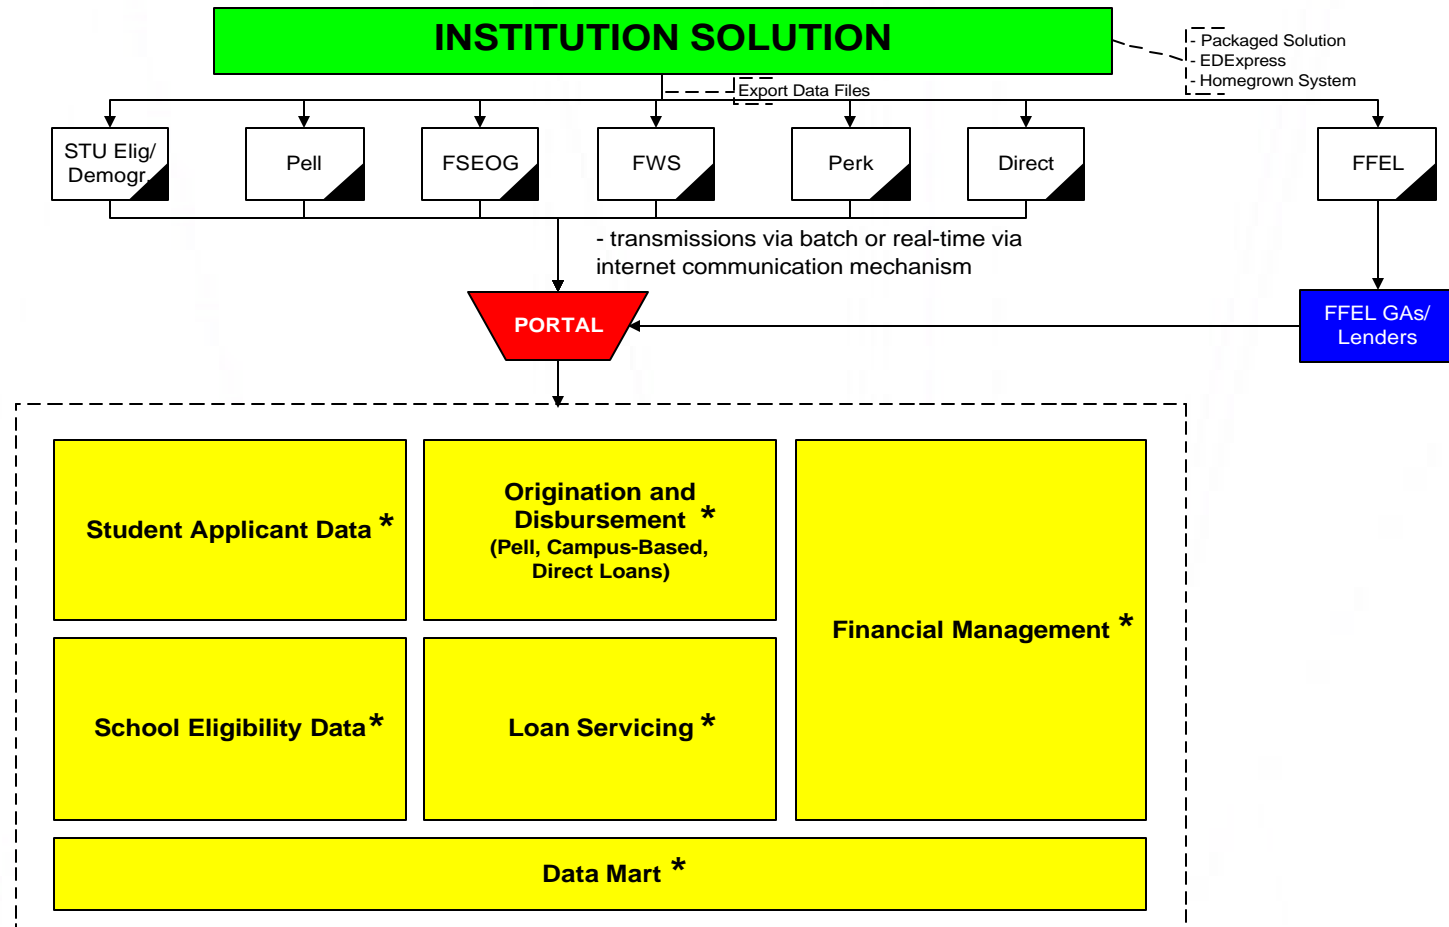 INSTITUTION SOLUTION
- Packaged Solution
- EDExpress
- Homegrown System
Export Data Files
STU Elig/
Demogr.
Pell
FSEOG
FWS
Perk
Direct
FFEL
- transmissions via batch or real-time via
internet communication mechanism
PORTAL
FFEL GAs/
Lenders
Student Applicant Data *
Origination and
Disbursement *
(Pell, Campus-Based,
Direct Loans)
Financial Management *
School Eligibility Data *
Loan Servicing *
Data Mart *